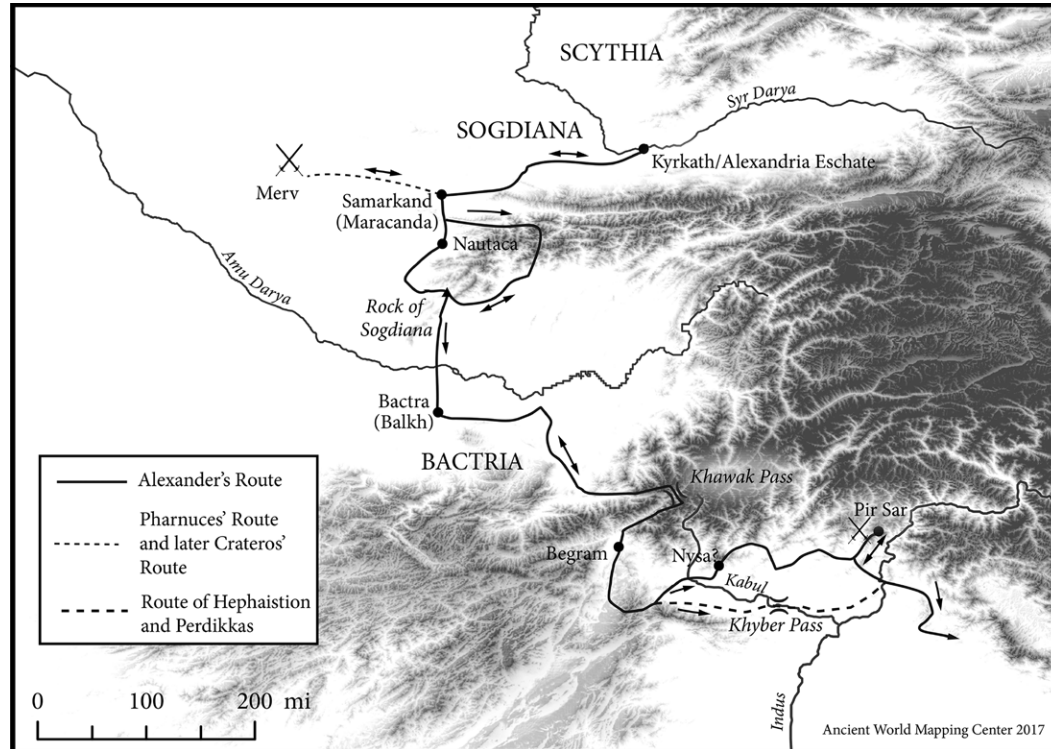 SCYTHIA
Syr Darya
SOGDIANA
Kyrkath/Alexandria Eschate
Merv
Samarkand
(Maracanda)
Nautaca
Amu Darya
Rock of
Sogdiana
Bactra
(Balkh)
BACTRIA
Khawak Pass
Pir Sar
Begram
Nysa?
Kabul
Khyber Pass
Indus
Alexander's Route
Pharnuces' Route
and later Crateros'
Route
Route of Hephaistion
and Perdikkas
0 100 200 mi
Ancient World Mapping Center 2017